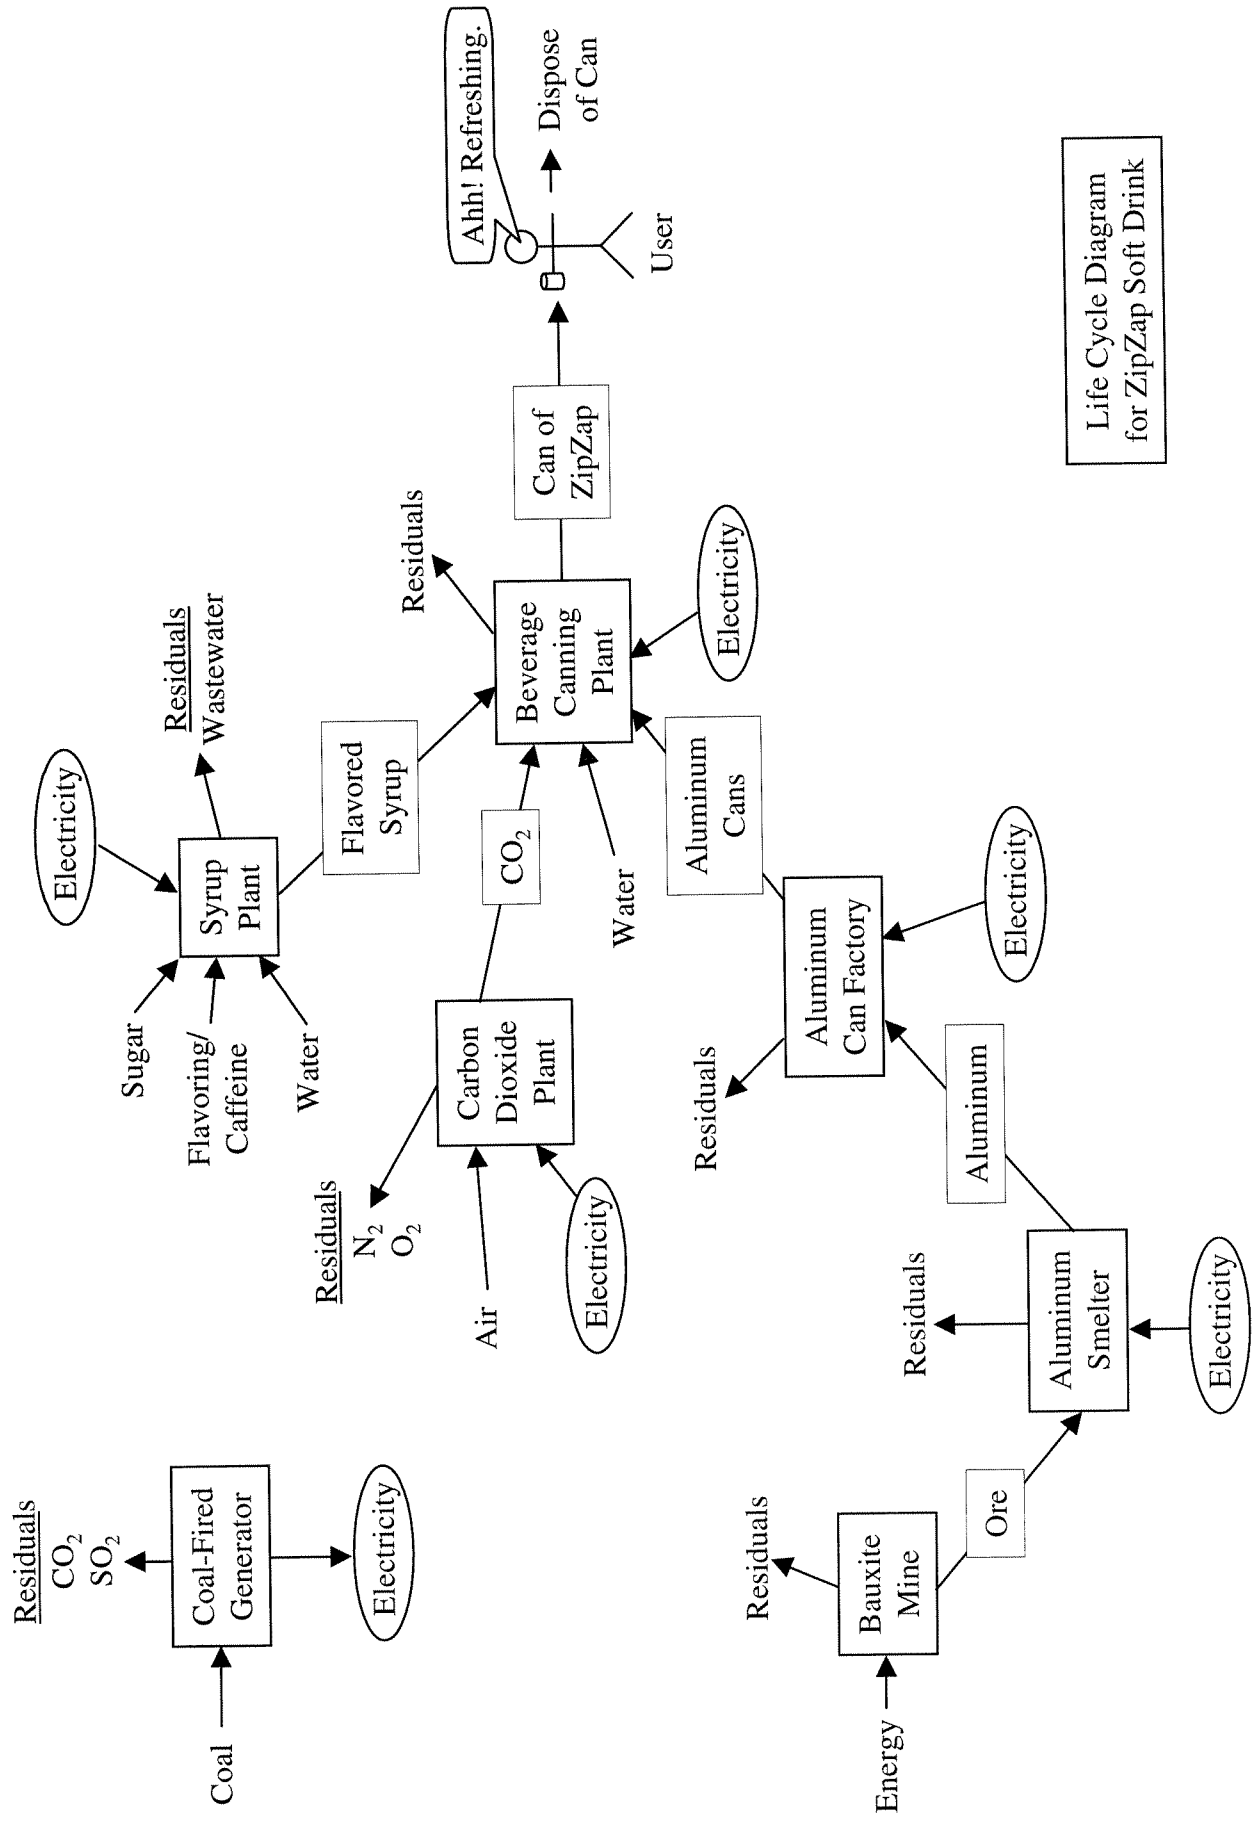 Residuals
CO2
SO2
Coal
Coal-Fired
Generator
Electricity
Electricity
Sugar
Flavoring/
Caffeine
Water
Syrup
Plant
Residuals
Wastewater
Flavored
Syrup
Residuals
N2
O2
Air
Electricity
Carbon
Dioxide
Plant
CO2
Water
Residuals
Beverage
Canning
Plant
Electricity
Can of
ZipZap
Ahh! Refreshing.
User
Dispose
of Can
Energy
Residuals
Bauxite
Mine
Ore
Residuals
Aluminum
Smelter
Electricity
Aluminum
Residuals
Aluminum
Can Factory
Electricity
Aluminum
Cans
Life Cycle Diagram
for ZipZap Soft Drink